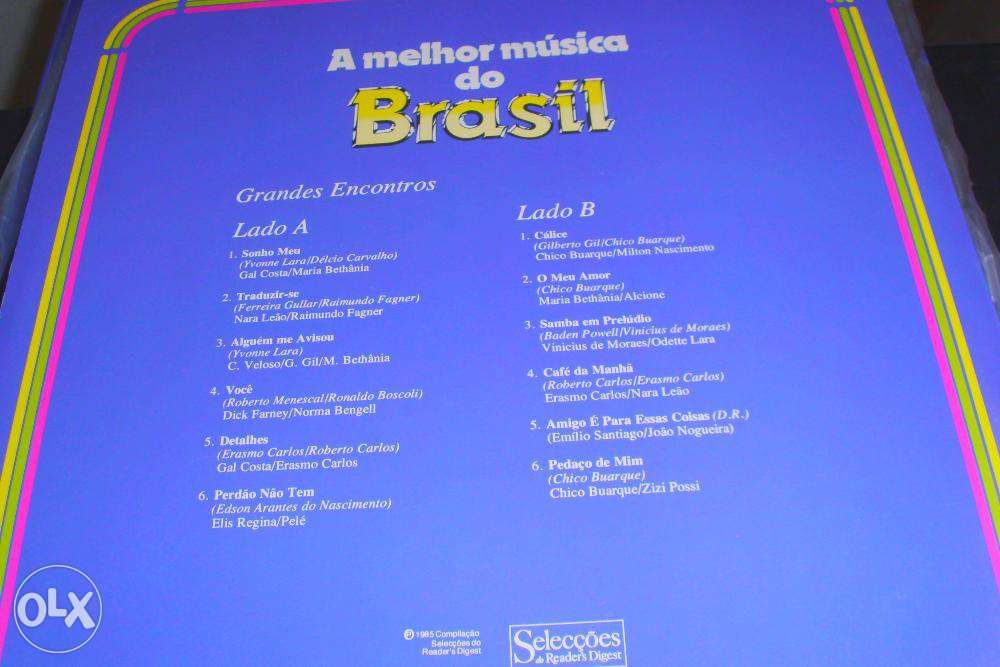 A melhor música
do
Brasil
Grandes Encontros
Lado A
1. Sonho Meu
(Yvonne Lara/Délcio Carvalho)
Gal Costa/Maria Bethânia
2. Traduzir-se
(Ferreira Gullar/Raimundo Fagner)
Nara Leão/Raimundo Fagner
3. Alguém me Avisou
(Yvonne Lara)
C. Veloso/G. Gil/M. Bethânia
4. Você
(Roberto Menescal/Ronaldo Boscoli)
Dick Farney/Norma Bengell
5. Detalhes
(Erasmo Carlos/Roberto Carlos)
Gal Costa/Erasmo Carlos
6. Perdão Não Tem
(Edson Arantes do Nascimento)
Elis Regina/Pelé
Lado B
1. Cálice
(Gilberto Gil/Chico Buarque)
Chico Buarque/Milton Nascimento
2. O Meu Amor
(Chico Buarque)
Maria Bethânia/Alcione
3. Samba em Prelúdio
(Baden Powell/Vinicius de Moraes)
Vinicius de Moraes/Odette Lara
4. Café da Manhã
(Roberto Carlos/Erasmo Carlos)
Erasmo Carlos/Nara Leão
5. Amigo É Para Essas Coisas (D.R.)
(Emílio Santiago/João Nogueira)
6. Pedaço de Mim
(Chico Buarque)
Chico Buarque/Zizi Possi
OLX
℗ 1985 Compilação
Selecções do
Reader's Digest
Selecções
do Reader's Digest